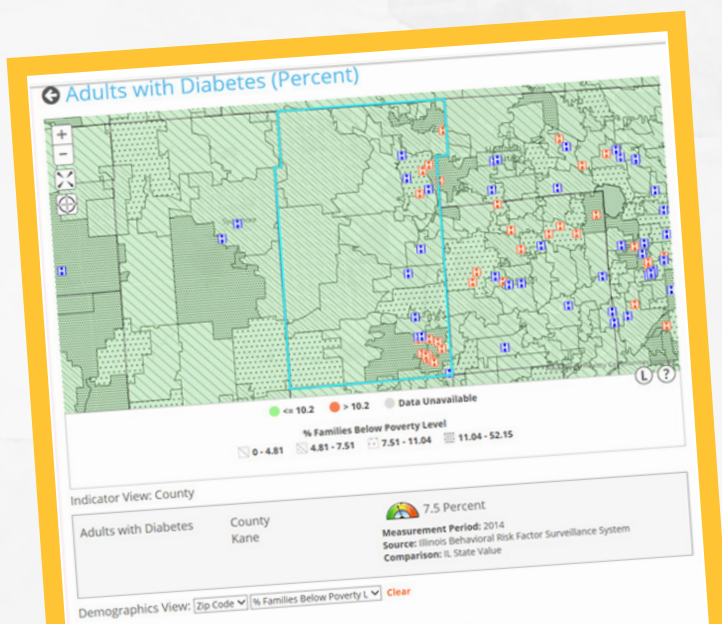 Adults with Diabetes (Percent)
+
−
H
<= 10.2 > 10.2 Data Unavailable
L ?
% Families Below Poverty Level
0 - 4.81 4.81 - 7.51 7.51 - 11.04 11.04 - 52.15
Indicator View: County
Adults with Diabetes County Kane
7.5 Percent
Measurement Period: 2014
Source: Illinois Behavioral Risk Factor Surveillance System
Comparison: IL State Value
Demographics View: Zip Code % Families Below Poverty L Clear